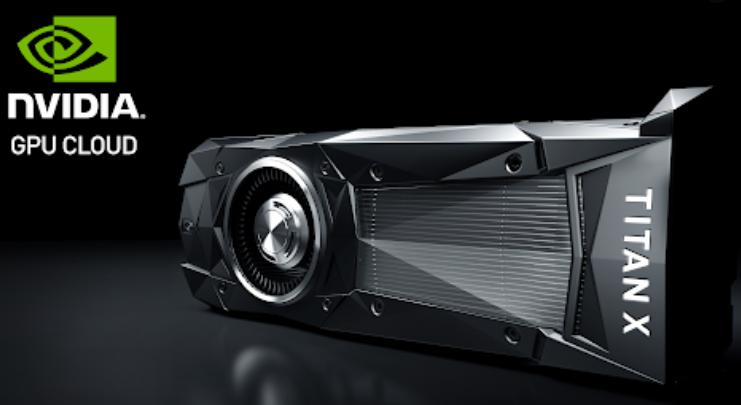 NVIDIA.
GPU CLOUD
TITAN X